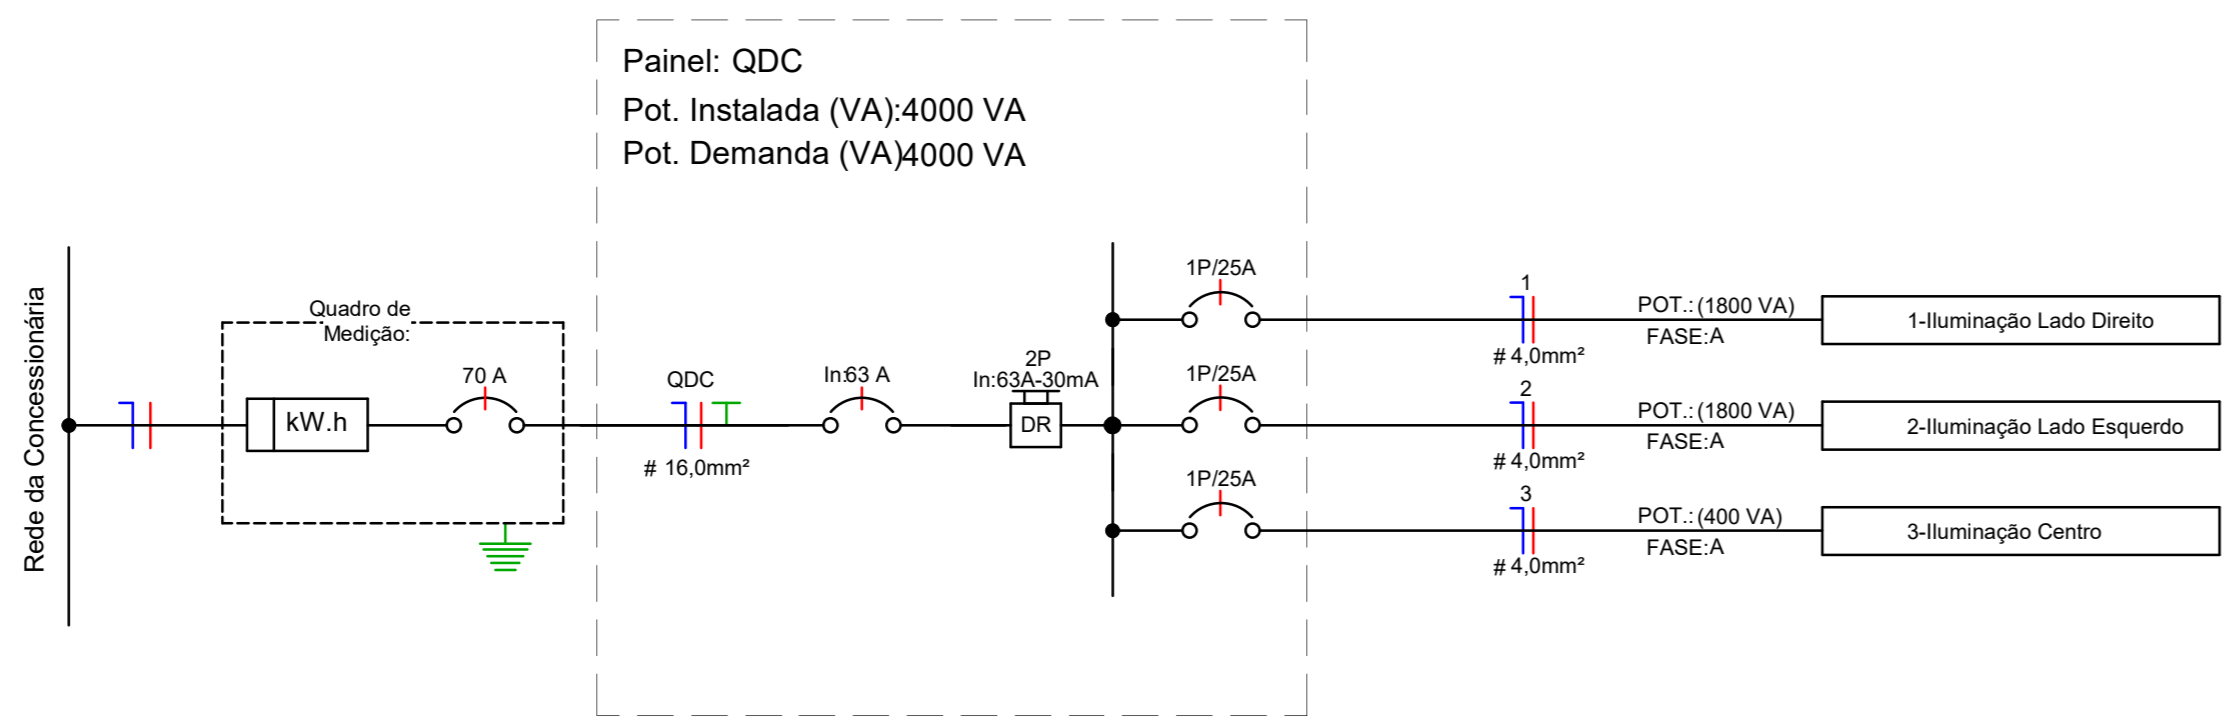 Painel: QDC
Pot. Instalada (VA):4000 VA
Pot. Demanda (VA)4000 VA
Rede da Concessionária
Quadro de
Medição:
kW.h
70 A
QDC
# 16,0mm²
In:63 A
2P
In:63A-30mA
DR
1P/25A
1
# 4,0mm²
POT.: (1800 VA)
FASE:A
1-Iluminação Lado Direito
1P/25A
2
# 4,0mm²
POT.: (1800 VA)
FASE:A
2-Iluminação Lado Esquerdo
1P/25A
3
# 4,0mm²
POT.: (400 VA)
FASE:A
3-Iluminação Centro